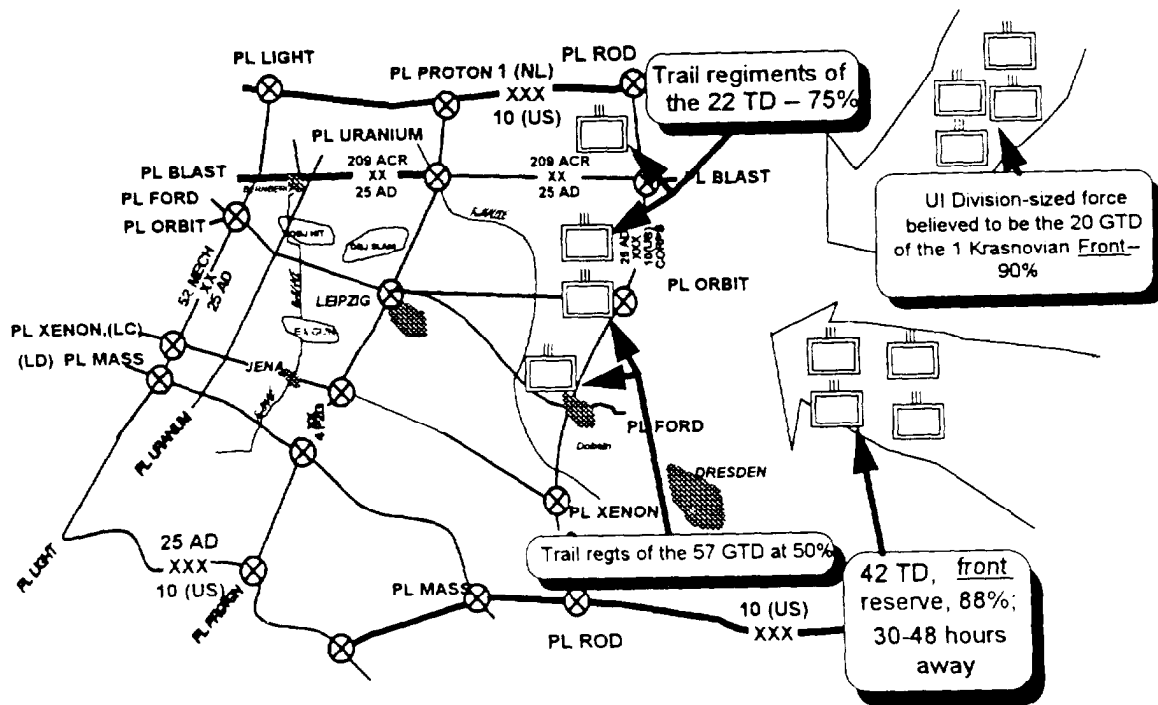 PL LIGHT
PL PROTON 1 (NL)
XXX
10 (US)
PL ROD
Trail regiments of
the 22 TD – 75%
PL URANIUM
PL BLAST
209 ACR
XX
25 AD
209 ACR
XX
25 AD
PL BLAST
UI Division-sized force
believed to be the 20 GTD
of the 1 Krasnovian Front–
90%
PL FORD
PL ORBIT
OBJ SLAM
25 AD
XXX
10(US)
CORPS
PL ORBIT
52 MECH
XX
25 AD
LEIPZIG
PL XENON,(LC)
(LD) PL MASS
JENA
XX
PL FORD
Dobeln
DRESDEN
PL URANIUM
PL XENON
Trail regts of the 57 GTD at 50%
PL LIGHT
25 AD
XXX
10 (US)
PL PROTON
PL MASS
PL ROD
10 (US)
XXX
42 TD, front
reserve, 88%;
30-48 hours
away